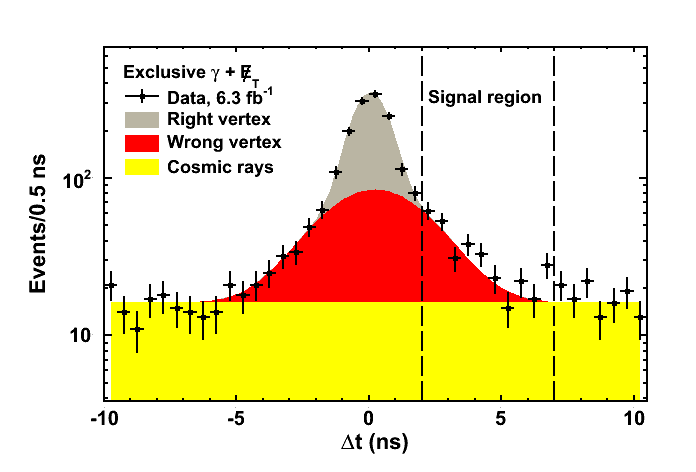 Exclusive γ + E̸T
Data, 6.3 fb⁻¹
Right vertex
Wrong vertex
Cosmic rays
Signal region
Events/0.5 ns
10²
10
-10 -5 0 5 10
Δt (ns)